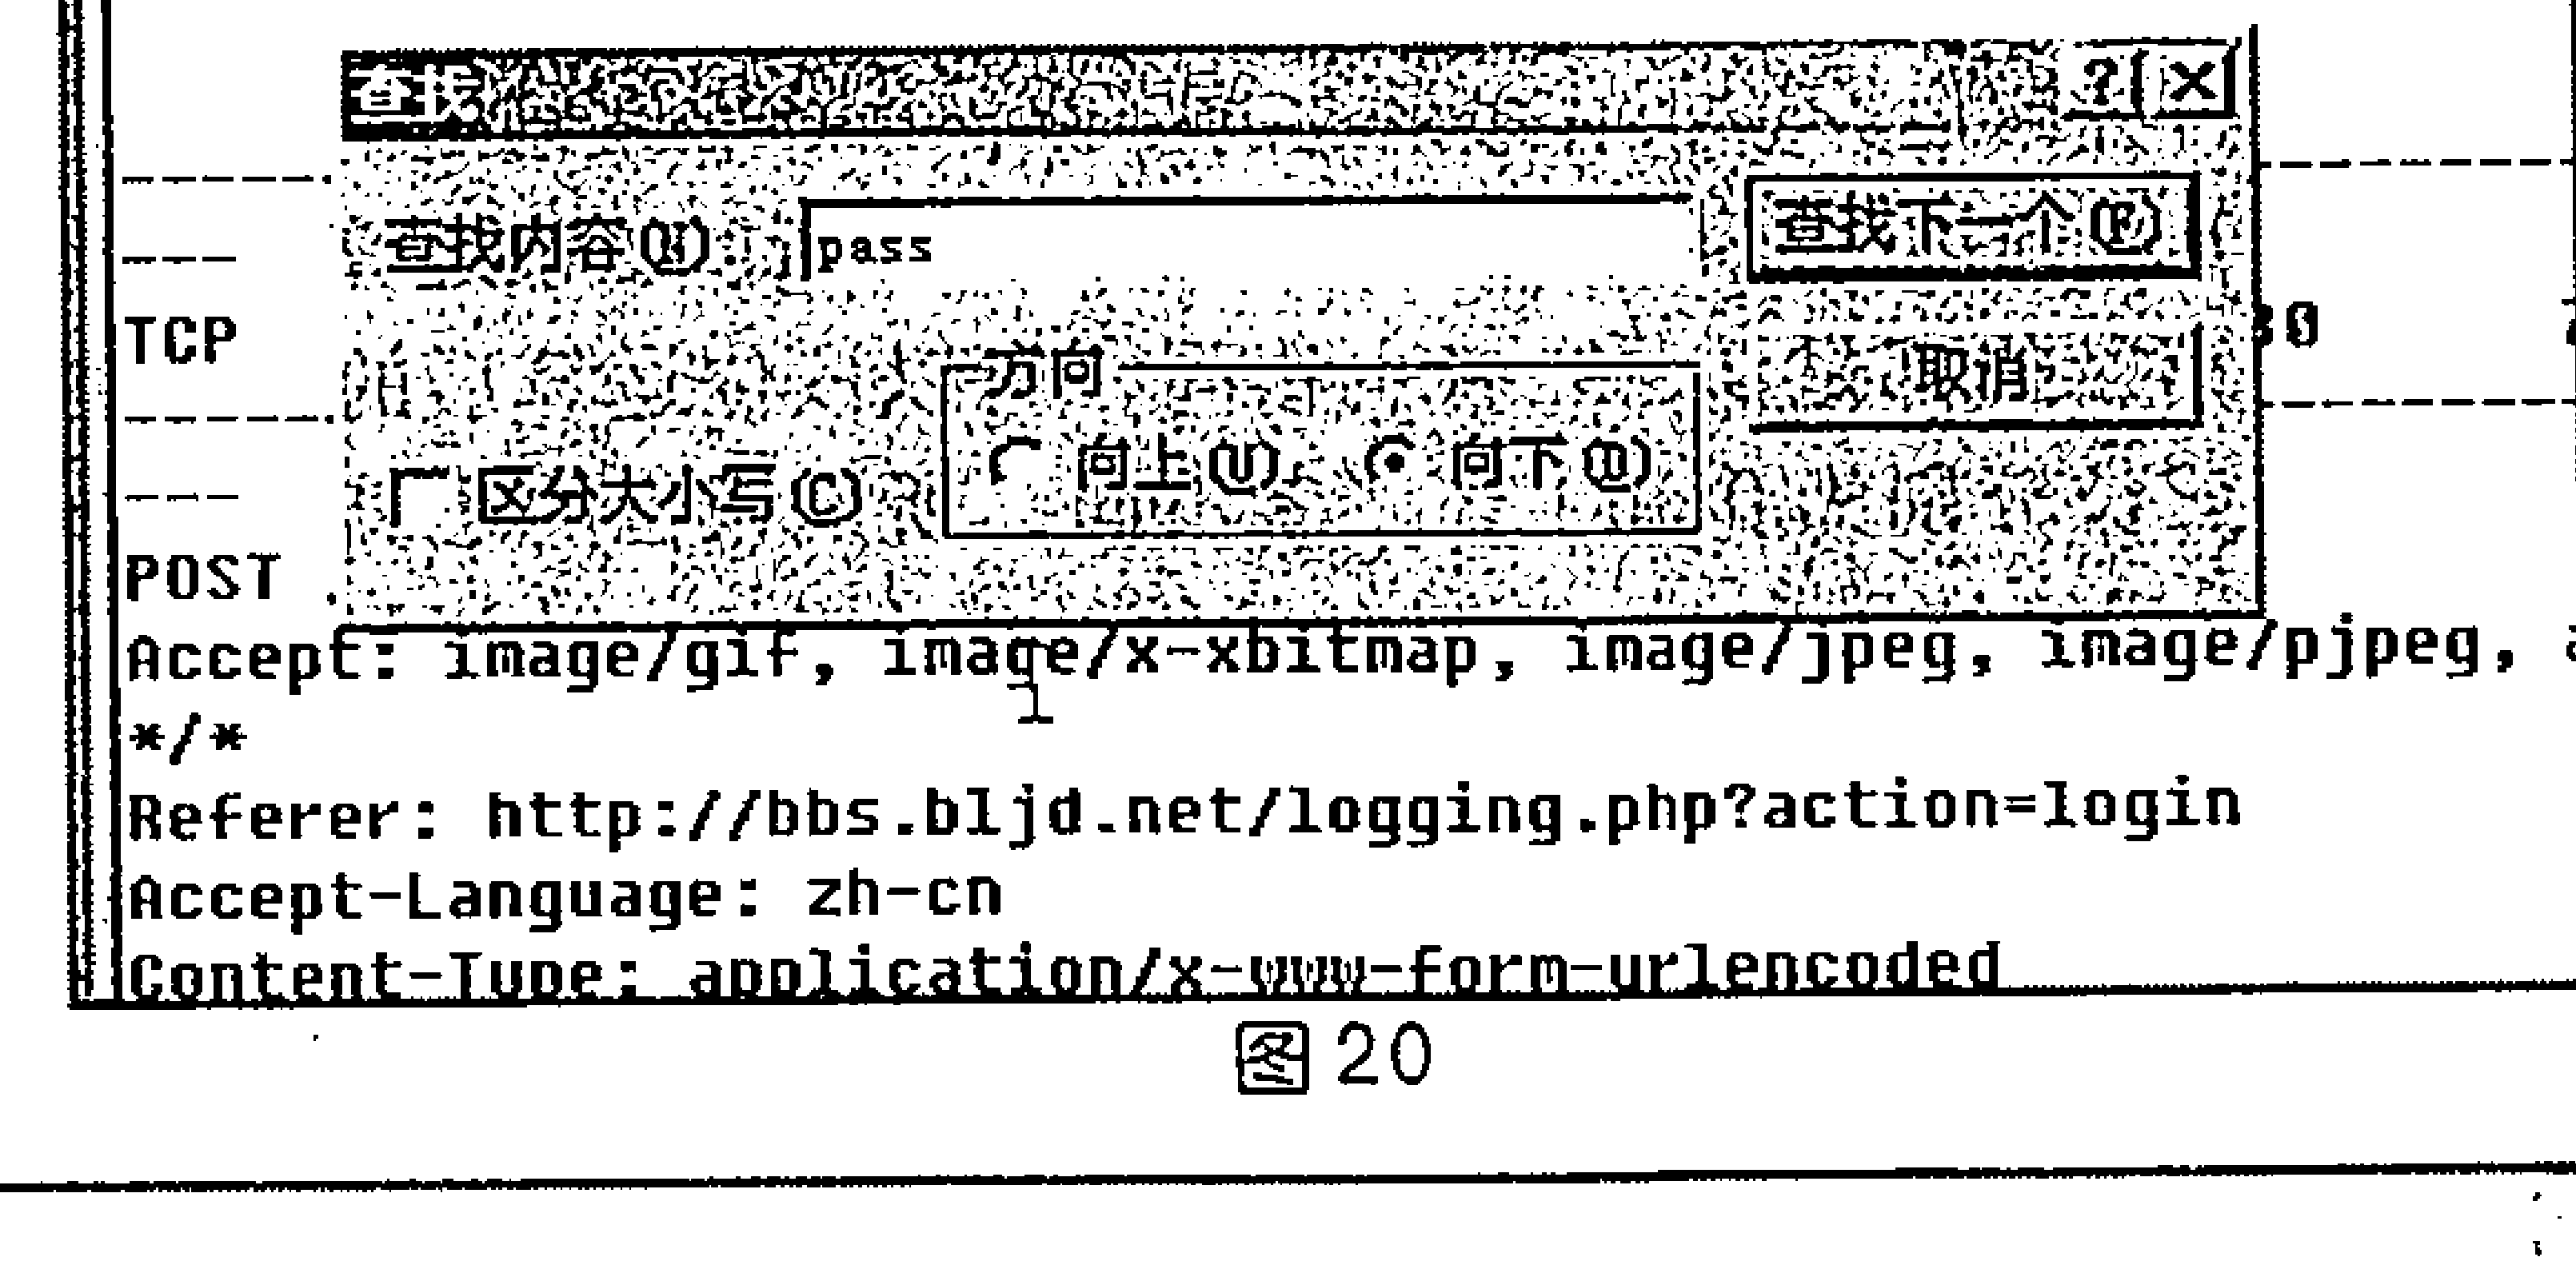 查找
查找内容(N): pass 查找下一个(F)
TCP
方向 取消
区分大小写(C) 向上(U) 向下(D)
POST
Accept: image/gif, image/x-xbitmap, image/jpeg, image/pjpeg,
*/*
Referer: http://bbs.bljd.net/logging.php?action=login
Accept-Language: zh-cn
Content-Type: application/x-www-form-urlencoded
图20